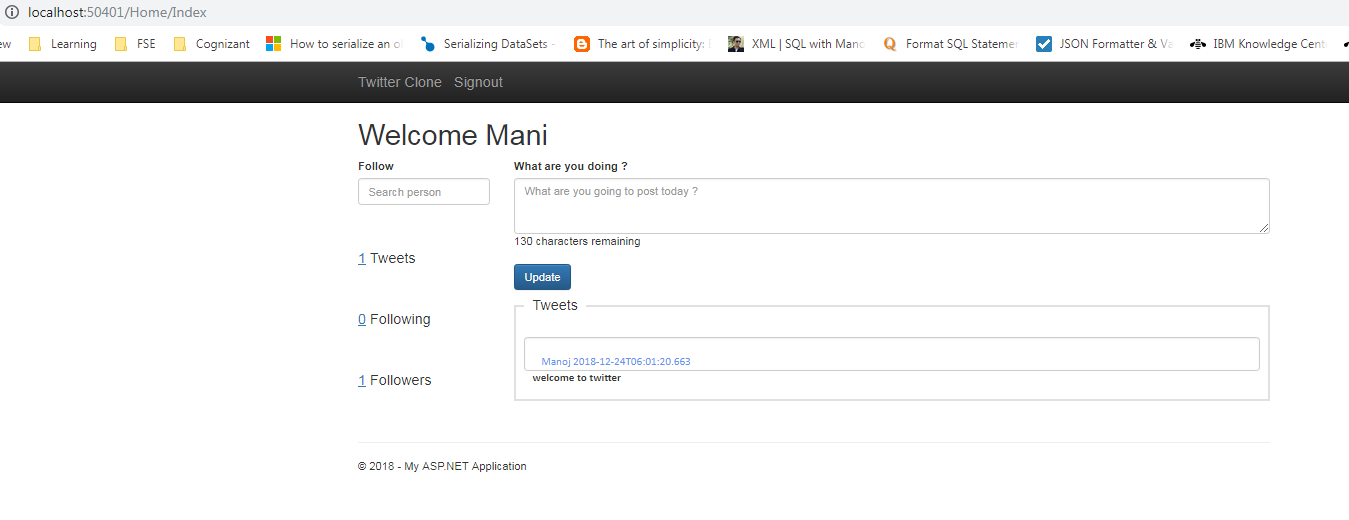 localhost:50401/Home/Index
ew Learning FSE Cognizant How to serialize an o Serializing DataSets - The art of simplicity: XML | SQL with Mano Format SQL Stateme JSON Formatter & Va IBM Knowledge Cent
Twitter Clone Signout
Welcome Mani
Follow What are you doing ?
Search person What are you going to post today ?
130 characters remaining
1 Tweets
Update
Tweets
0 Following
Manoj 2018-12-24T06:01:20.663
welcome to twitter
1 Followers
© 2018 - My ASP.NET Application